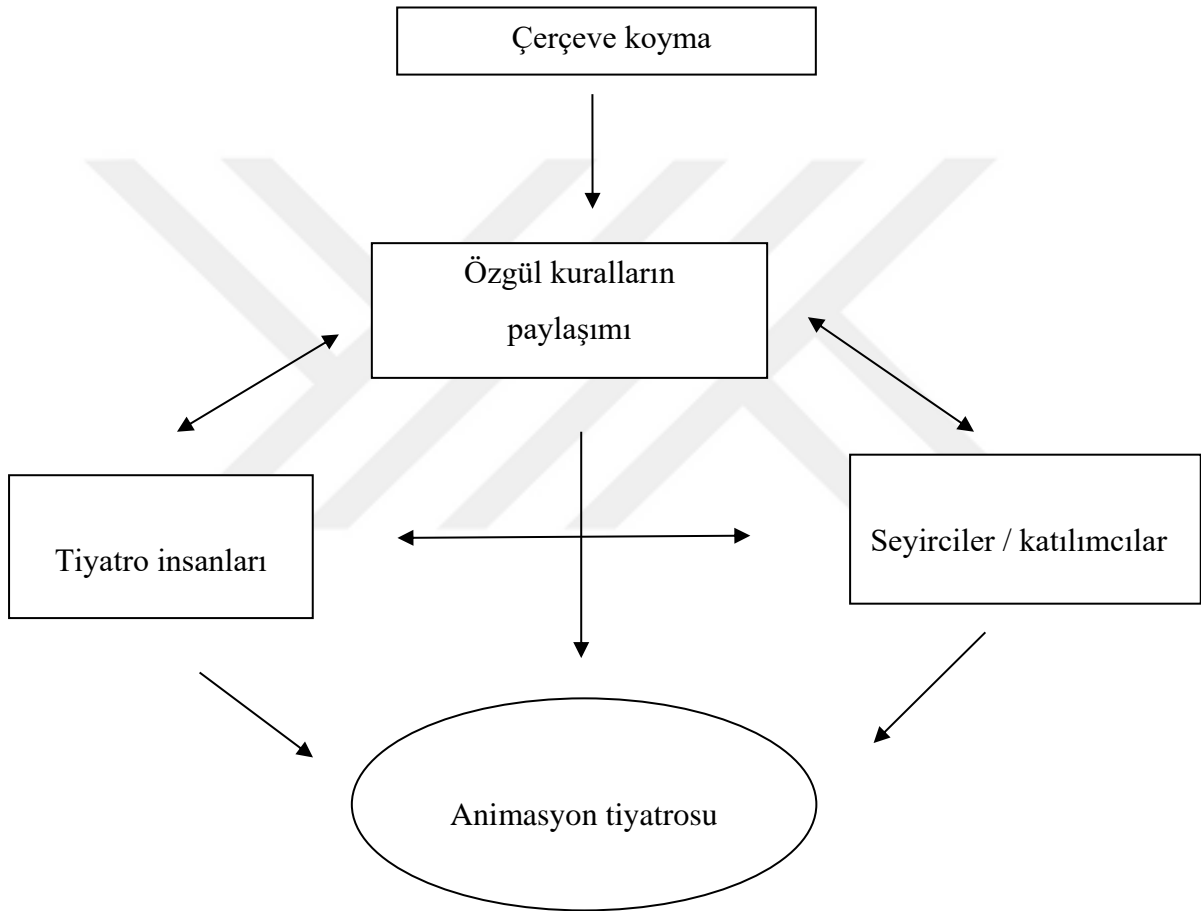 Çerçeve koyma
Özgül kuralların
paylaşımı
Tiyatro insanları
Seyirciler / katılımcılar
Animasyon tiyatrosu